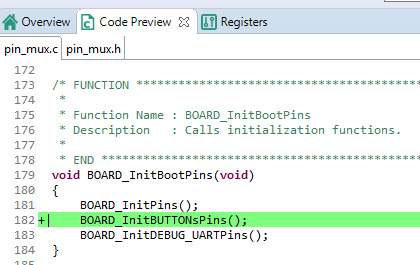 Overview Code Preview Registers
pin_mux.c pin_mux.h
172
173 /* FUNCTION ****************************************
174 *
175 * Function Name : BOARD_InitBootPins
176 * Description : Calls initialization functions.
177 *
178 * END *********************************************
179 void BOARD_InitBootPins(void)
180 {
181 BOARD_InitPins();
182 + BOARD_InitBUTTONsPins();
183 BOARD_InitDEBUG_UARTPins();
184 }